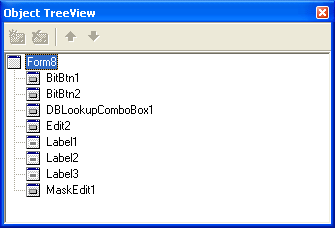 Object TreeView
Form8
BitBtn1
BitBtn2
DBLookupComboBox1
Edit2
Label1
Label2
Label3
MaskEdit1